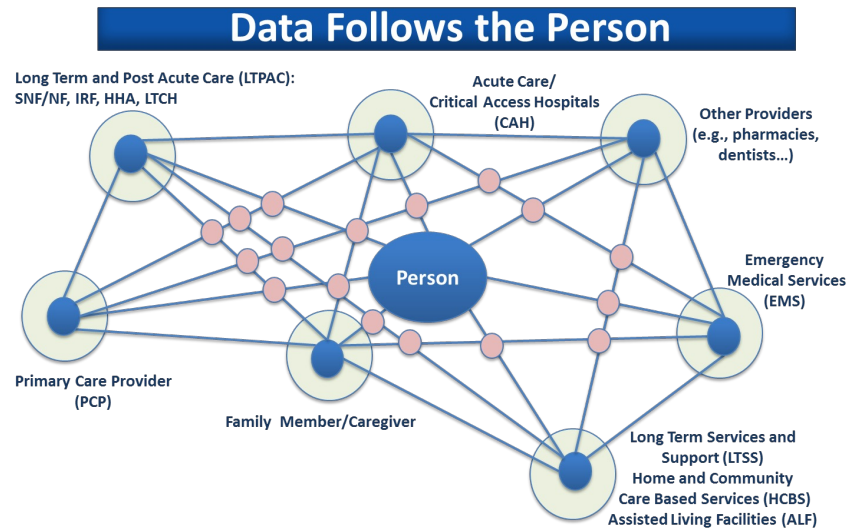 Data Follows the Person
Long Term and Post Acute Care (LTPAC):
SNF/NF, IRF, HHA, LTCH
Acute Care/
Critical Access Hospitals
(CAH)
Other Providers
(e.g., pharmacies,
dentists...)
Person
Emergency
Medical Services
(EMS)
Primary Care Provider
(PCP)
Family Member/Caregiver
Long Term Services and
Support (LTSS)
Home and Community
Care Based Services (HCBS)
Assisted Living Facilities (ALF)